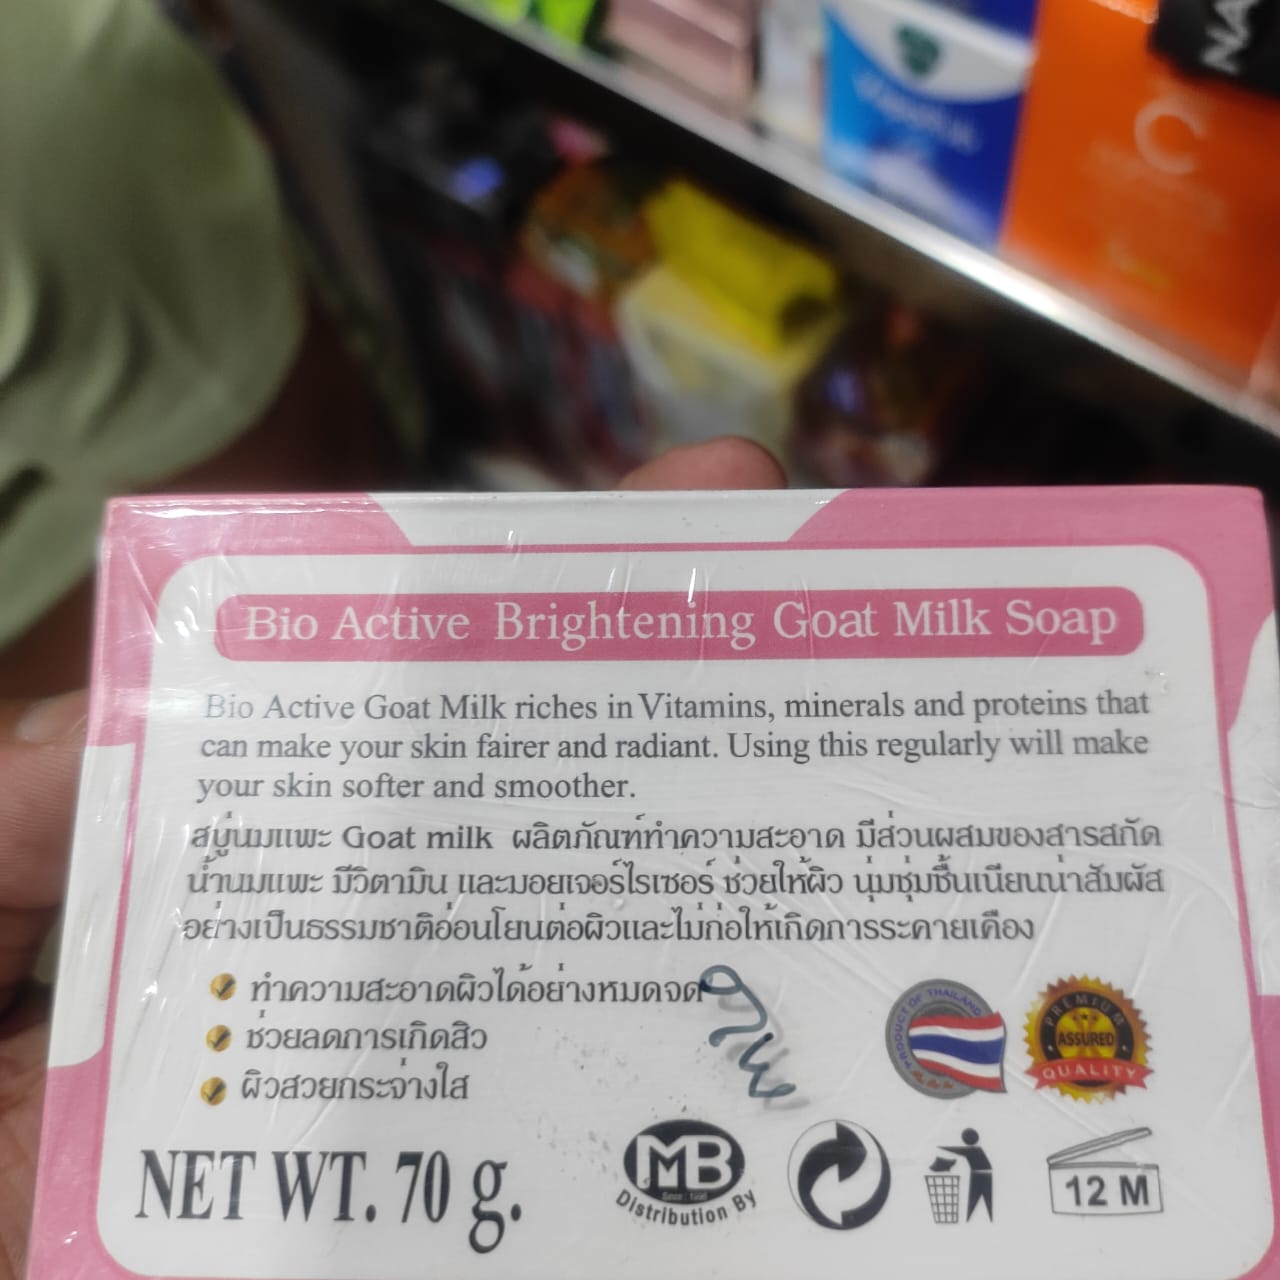 NA
C
Bio Active Brightening Goat Milk Soap
Bio Active Goat Milk riches in Vitamins, minerals and proteins that
can make your skin fairer and radiant. Using this regularly will make
your skin softer and smoother.
สบู่นมแพะ Goat milk ผลิตภัณฑ์ทำความสะอาด มีส่วนผสมของสารสกัด
น้ำนมแพะ มีวิตามิน และมอยเจอร์ไรเซอร์ ช่วยให้ผิว นุ่มชุ่มชื้นเนียนน่าสัมผัส
อย่างเป็นธรรมชาติอ่อนโยนต่อผิวและไม่ก่อให้เกิดการระคายเคือง
ทำความสะอาดผิวได้อย่างหมดจด
ช่วยลดการเกิดสิว
ผิวสวยกระจ่างใส
PRODUCT OF THAILAND
PREMIUM
ASSURED
QUALITY
NET WT. 70 g.
MB
Distribution By
12 M